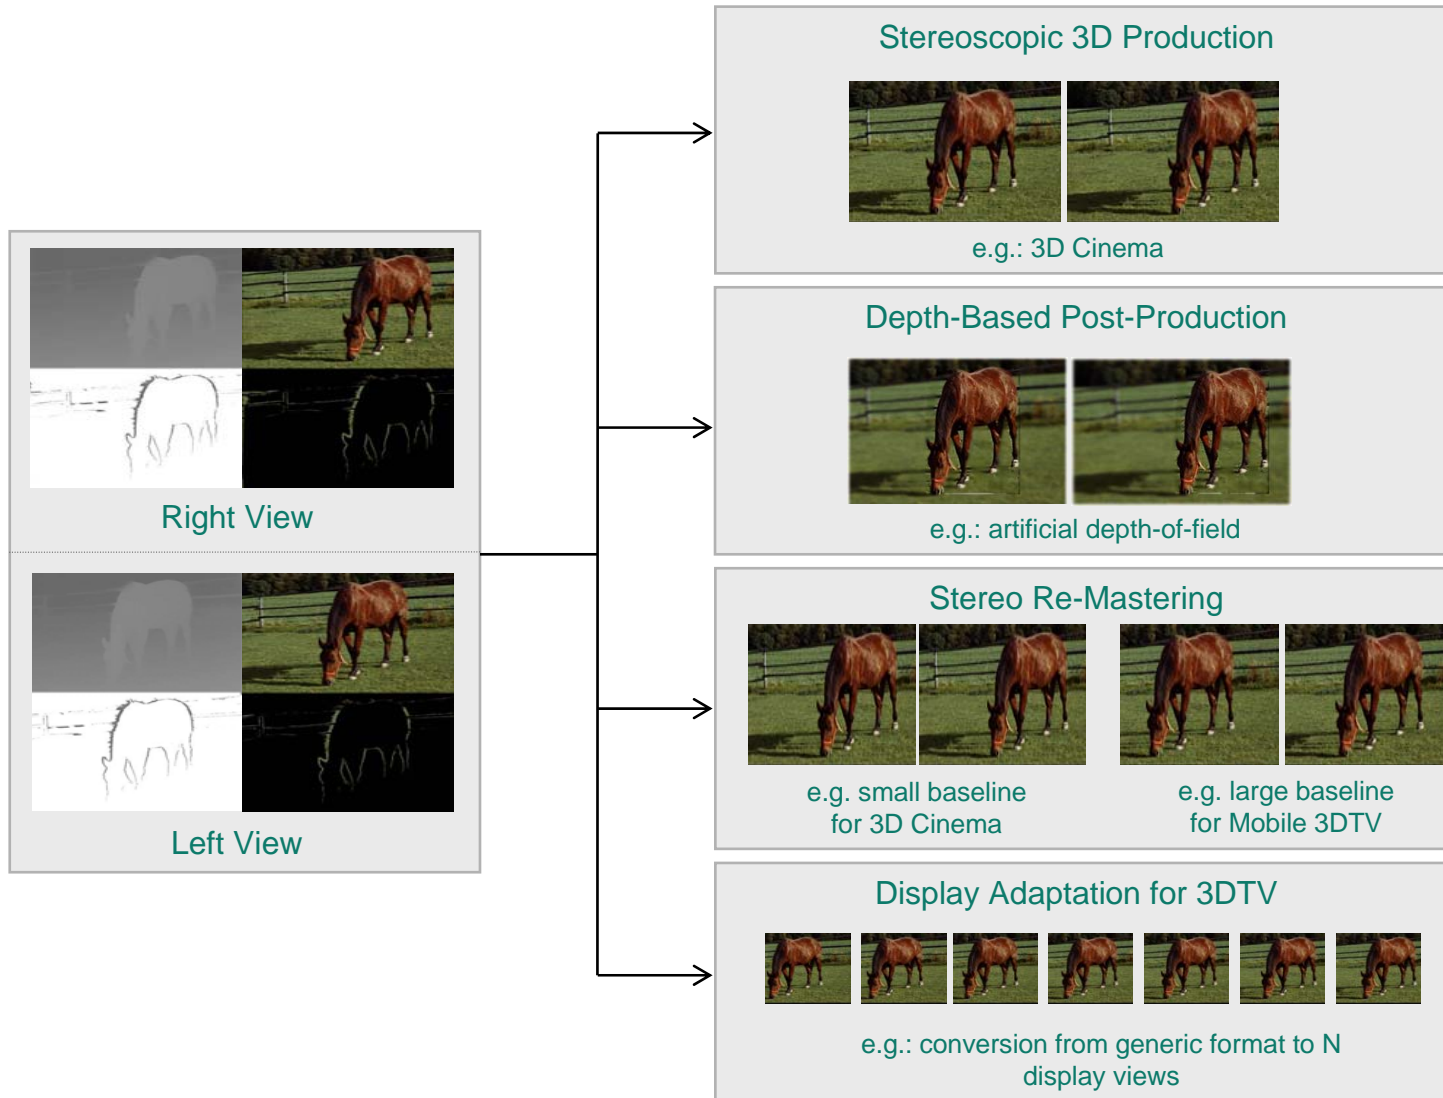 Right View
Left View
Stereoscopic 3D Production
e.g.: 3D Cinema
Depth-Based Post-Production
e.g.: artificial depth-of-field
Stereo Re-Mastering
e.g. small baseline
for 3D Cinema
e.g. large baseline
for Mobile 3DTV
Display Adaptation for 3DTV
e.g.: conversion from generic format to N
display views